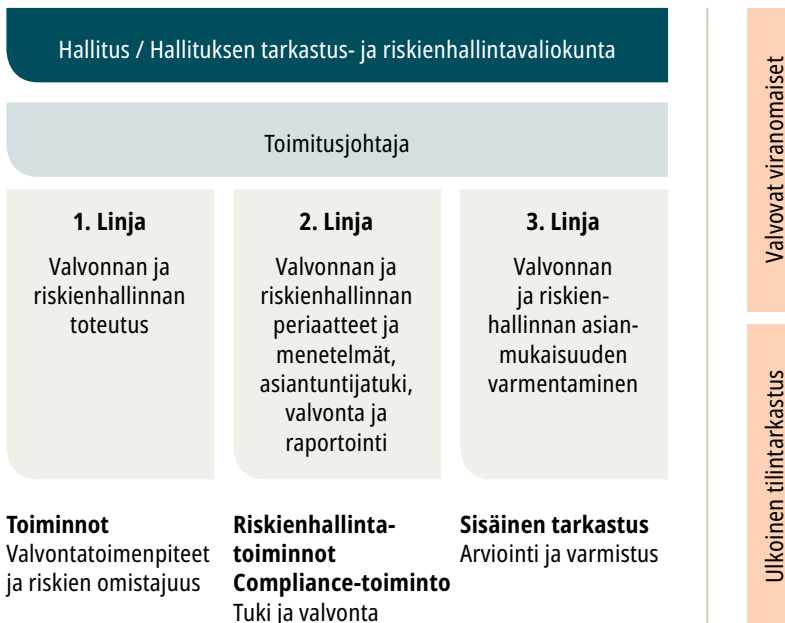 Hallitus / Hallituksen tarkastus- ja riskienhallintavaliokunta
Toimitusjohtaja
1. Linja
Valvonnan ja
riskienhallinnan
toteutus
2. Linja
Valvonnan ja
riskienhallinnan
periaatteet ja
menetelmät,
asiantuntijatuki,
valvonta ja
raportointi
3. Linja
Valvonnan
ja riskien-
hallinnan asian-
mukaisuuden
varmentaminen
Toiminnot
Valvontatoimenpiteet
ja riskien omistajuus
Riskienhallinta-
toiminnot
Compliance-toiminto
Tuki ja valvonta
Sisäinen tarkastus
Arviointi ja varmistus
Valvovat viranomaiset
Ulkoinen tilintarkastus